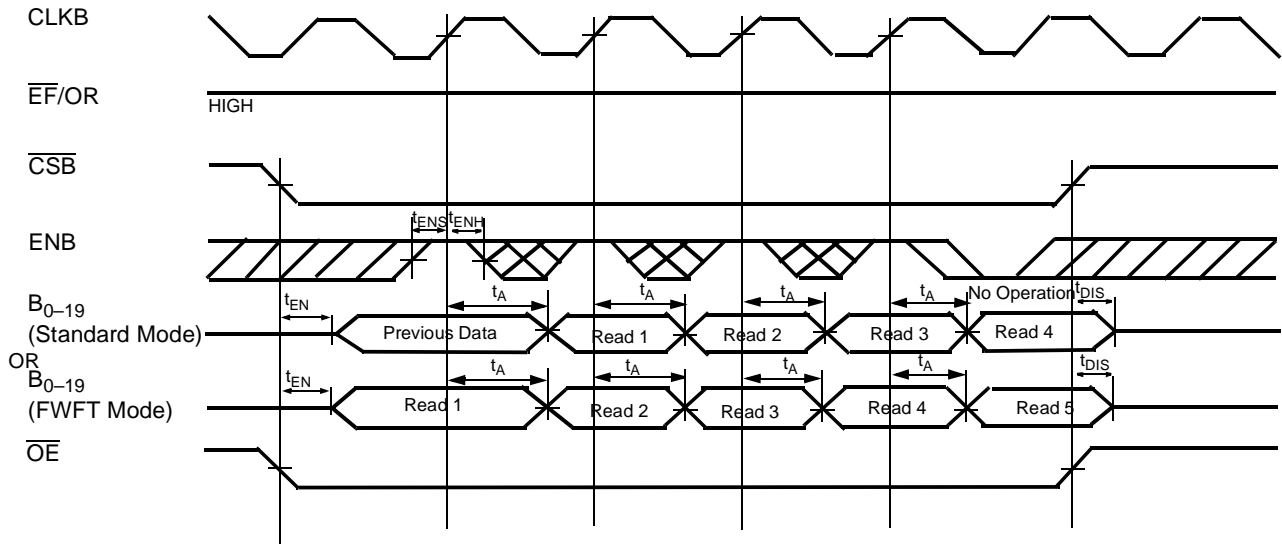 CLKB
EF/OR
HIGH
CSB
tENS tENH
ENB
tEN tA tA tA tA No Operation tDIS
B0–19
(Standard Mode) Previous Data Read 1 Read 2 Read 3 Read 4
OR
tEN tA tA tA tA tDIS
B0–19
(FWFT Mode) Read 1 Read 2 Read 3 Read 4 Read 5
OE